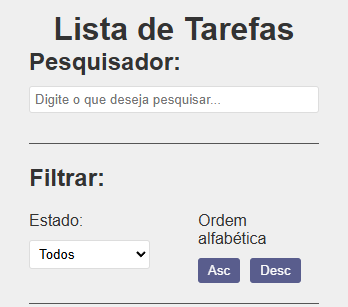 Lista de Tarefas
Pesquisador:
Digite o que deseja pesquisar...
Filtrar:
Estado:
Todos
Ordem
alfabética
Asc Desc